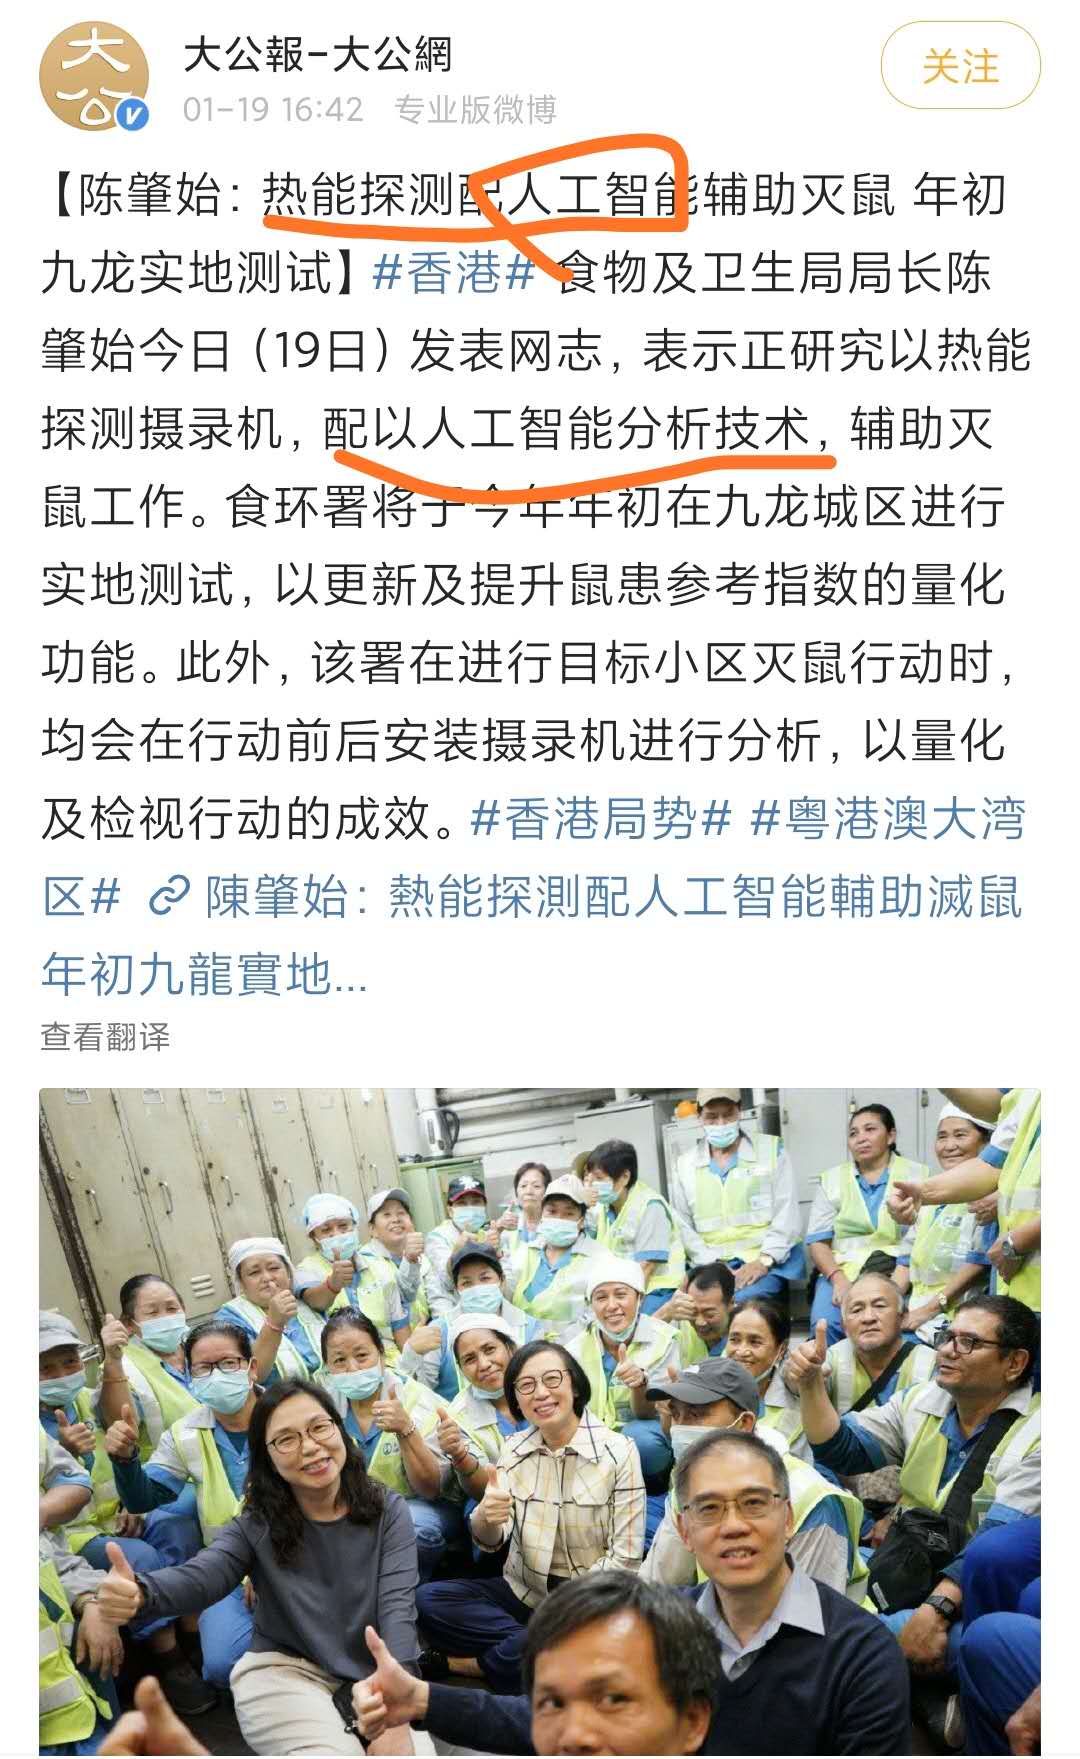 大公
大公報-大公網
01-19 16:42 专业版微博
关注
【陈肇始：热能探测配人工智能辅助灭鼠 年初
九龙实地测试】#香港# 食物及卫生局局长陈
肇始今日（19日）发表网志，表示正研究以热能
探测摄录机，配以人工智能分析技术，辅助灭
鼠工作。食环署将于今年年初在九龙城区进行
实地测试，以更新及提升鼠患参考指数的量化
功能。此外，该署在进行目标小区灭鼠行动时，
均会在行动前后安装摄录机进行分析，以量化
及检视行动的成效。#香港局势# #粤港澳大湾
区# 陳肇始：熱能探測配人工智能輔助滅鼠
年初九龍實地...
查看翻译